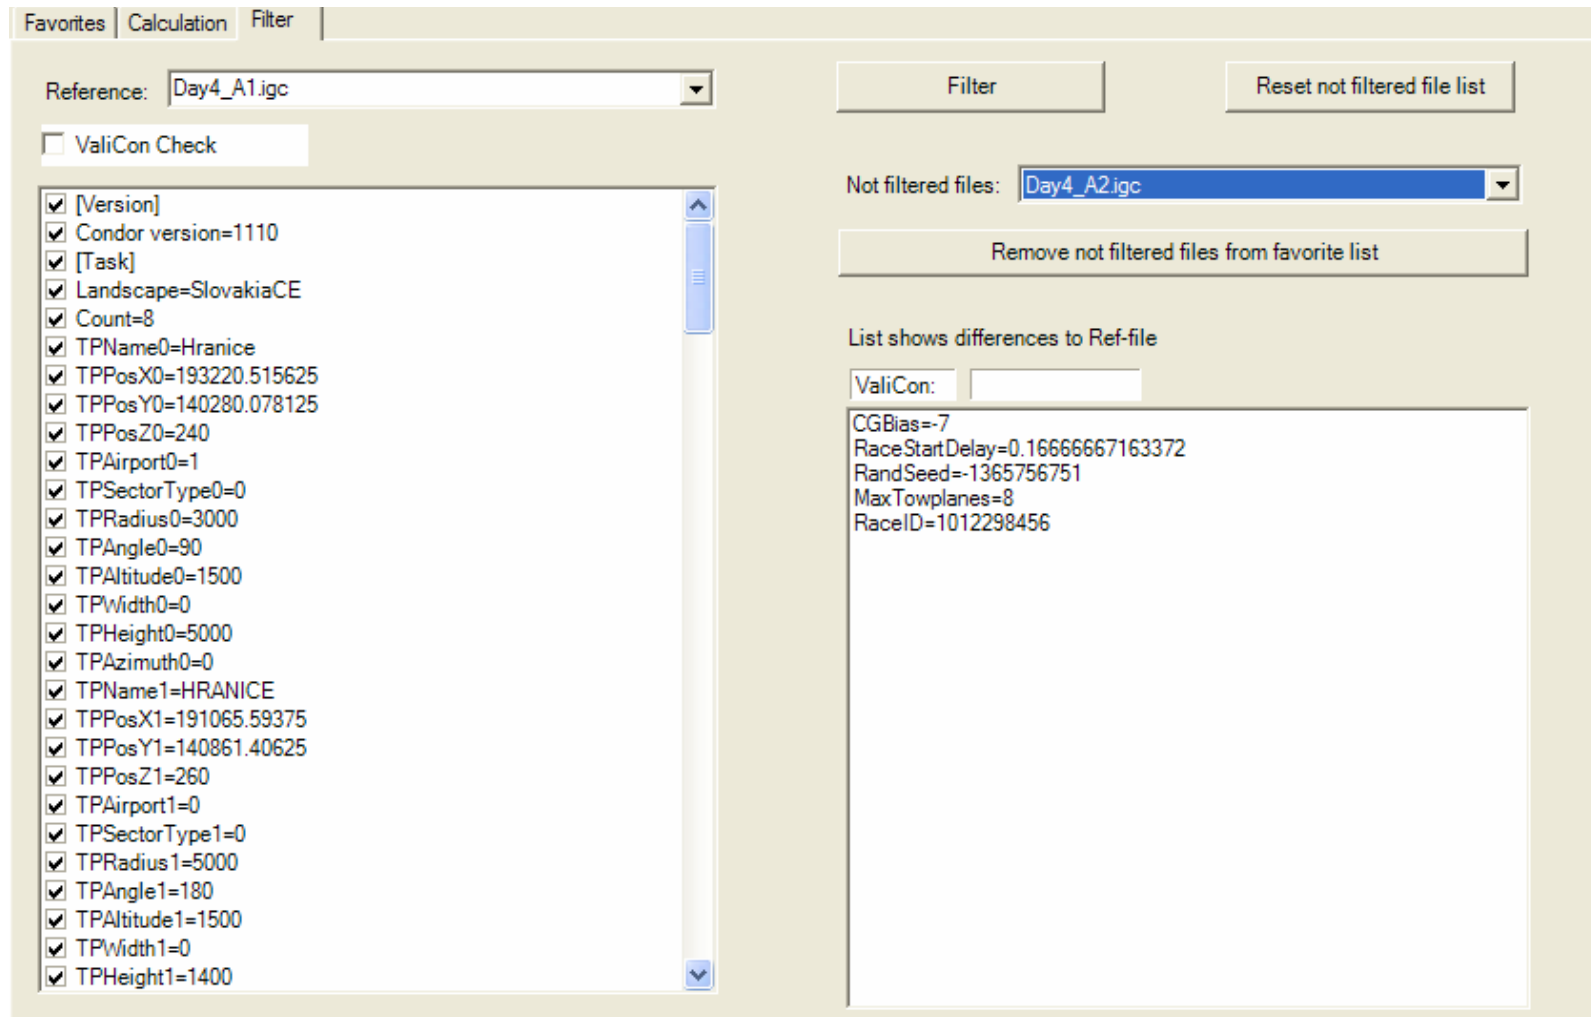 Favorites Calculation Filter
Reference: Day4_A1.igc
ValiCon Check
[Version]
Condor version=1110
[Task]
Landscape=SlovakiaCE
Count=8
TPName0=Hranice
TPPosX0=193220.515625
TPPosY0=140280.078125
TPPosZ0=240
TPAirport0=1
TPSectorType0=0
TPRadius0=3000
TPAngle0=90
TPAltitude0=1500
TPWidth0=0
TPHeight0=5000
TPAzimuth0=0
TPName1=HRANICE
TPPosX1=191065.59375
TPPosY1=140861.40625
TPPosZ1=260
TPAirport1=0
TPSectorType1=0
TPRadius1=5000
TPAngle1=180
TPAltitude1=1500
TPWidth1=0
TPHeight1=1400
Filter
Reset not filtered file list
Not filtered files: Day4_A2.igc
Remove not filtered files from favorite list
List shows differences to Ref-file
ValiCon:
CGBias=-7
RaceStartDelay=0.16666667163372
RandSeed=-1365756751
MaxTowplanes=8
RaceID=1012298456